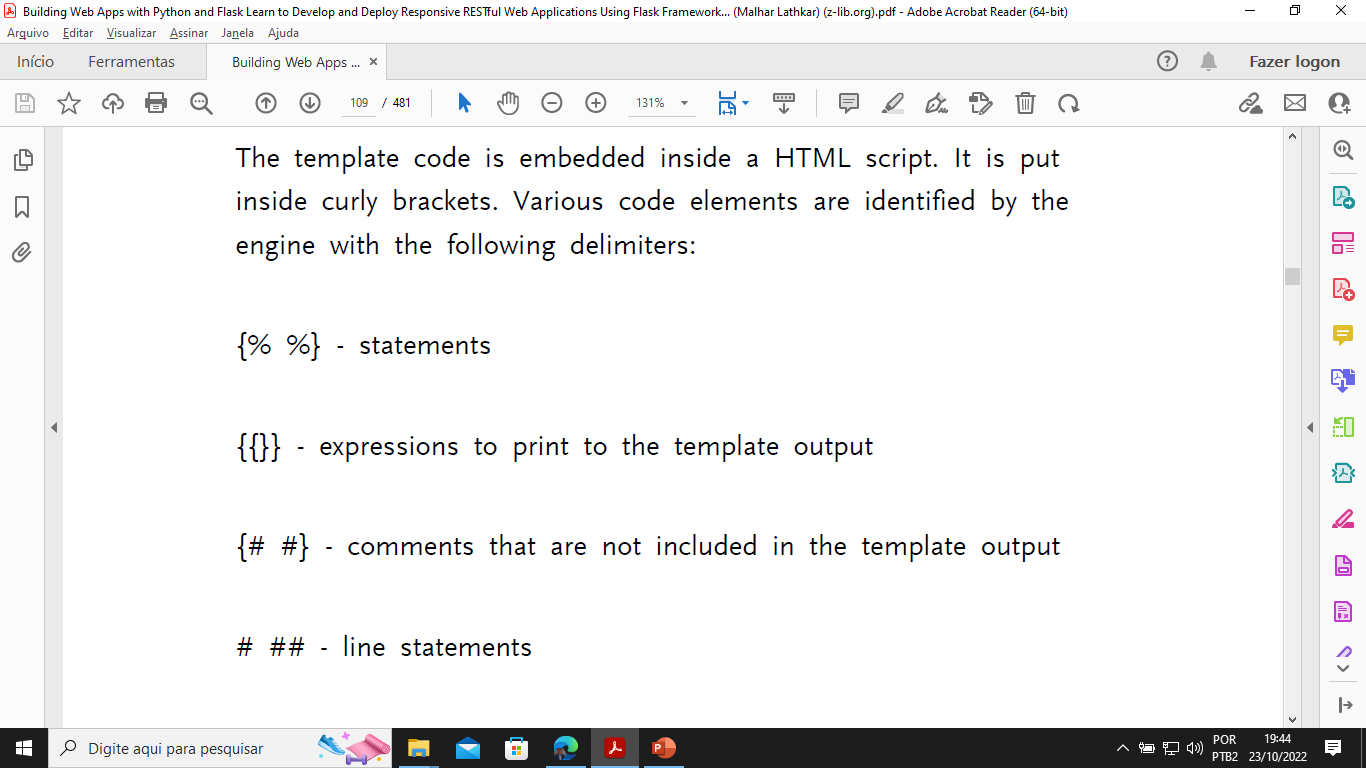 Building Web Apps with Python and Flask Learn to Develop and Deploy Responsive RESTful Web Applications Using Flask Framework... (Malhar Lathkar) (z-lib.org).pdf - Adobe Acrobat Reader (64-bit)
Arquivo Editar Visualizar Assinar Janela Ajuda
Início Ferramentas Building Web Apps ... × ? Fazer logon
109 / 481 131%
The template code is embedded inside a HTML script. It is put
inside curly brackets. Various code elements are identified by the
engine with the following delimiters:
{% %} - statements
{{}} - expressions to print to the template output
{# #} - comments that are not included in the template output
# ## - line statements
Digite aqui para pesquisar
POR 19:44
PTB2 23/10/2022